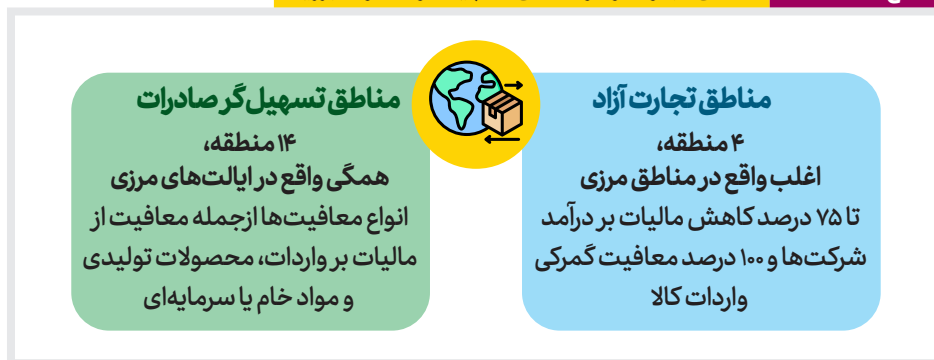 مناطق تجارت آزاد
۴ منطقه،
اغلب واقع در مناطق مرزی
تا ۷۵ درصد کاهش مالیات بر درآمد
شرکت‌ها و ۱۰۰ درصد معافیت گمرکی
واردات کالا
مناطق تسهیل‌گر صادرات
۱۴ منطقه،
همگی واقع در ایالت‌های مرزی
انواع معافیت‌ها ازجمله معافیت از
مالیات بر واردات، محصولات تولیدی
و مواد خام یا سرمایه‌ای